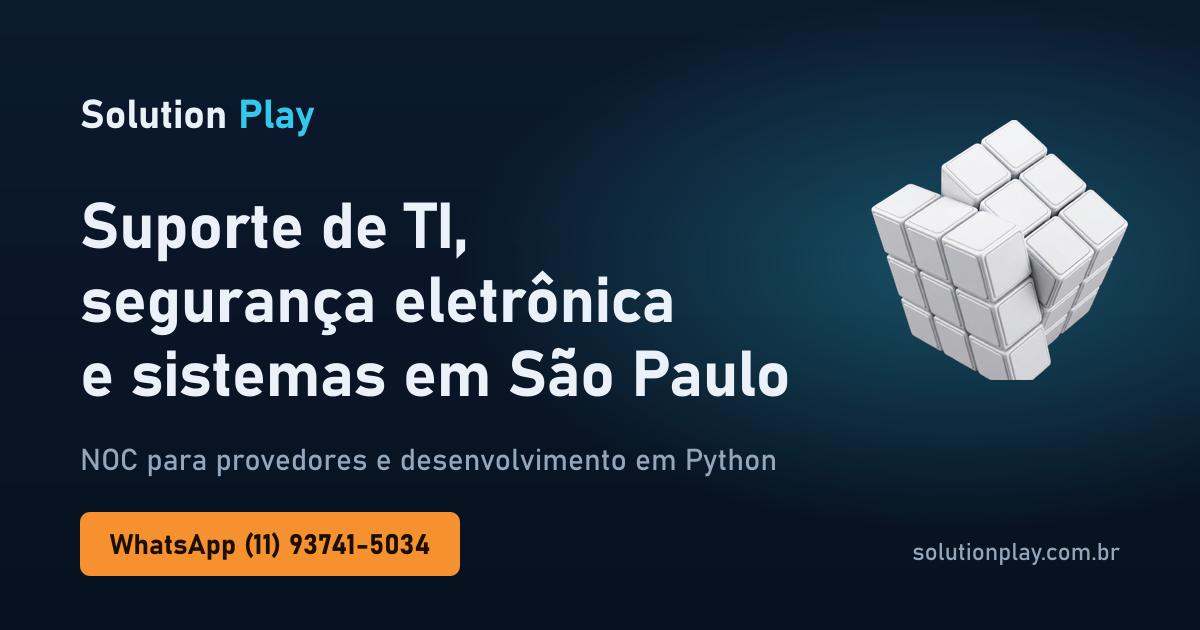 Solution Play
Suporte de TI,
segurança eletrônica
e sistemas em São Paulo
NOC para provedores e desenvolvimento em Python
WhatsApp (11) 93741-5034
solutionplay.com.br